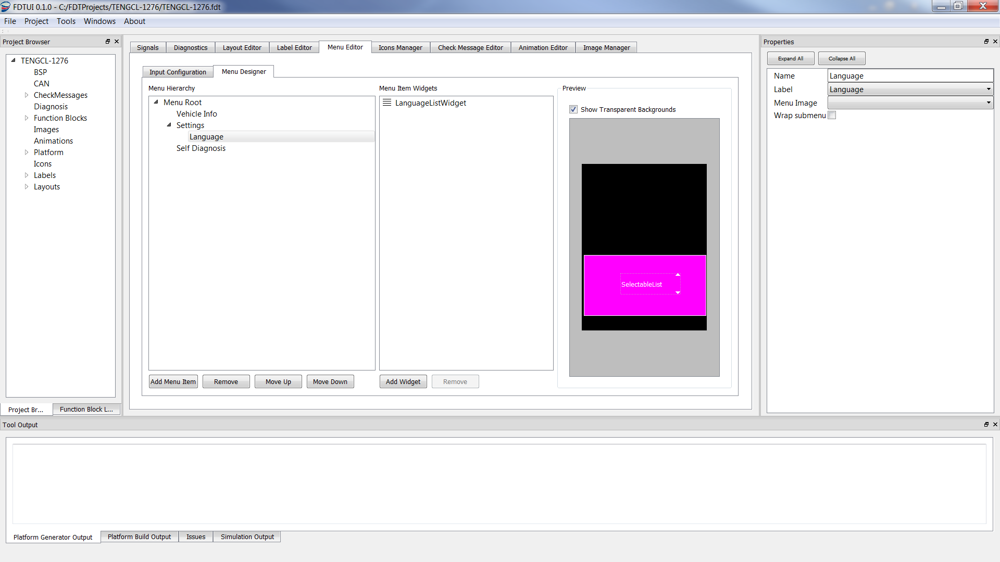 FDTUI 0.1.0 - C:/FDTProjects/TENGCL-1276/TENGCL-1276.fdt
File Project Tools Windows About
Project Browser
TENGCL-1276
BSP
CAN
CheckMessages
Diagnosis
Function Blocks
Images
Animations
Platform
Icons
Labels
Layouts
Project Br...
Function Block L...
Signals
Diagnostics
Layout Editor
Label Editor
Menu Editor
Icons Manager
Check Message Editor
Animation Editor
Image Manager
Input Configuration
Menu Designer
Menu Hierarchy
Menu Root
Vehicle Info
Settings
Language
Self Diagnosis
Add Menu Item
Remove
Move Up
Move Down
Menu Item Widgets
LanguageListWidget
Add Widget
Remove
Preview
Show Transparent Backgrounds
SelectableList
Properties
Expand All
Collapse All
Name Language
Label Language
Menu Image
Wrap submenu
Tool Output
Platform Generator Output
Platform Build Output
Issues
Simulation Output